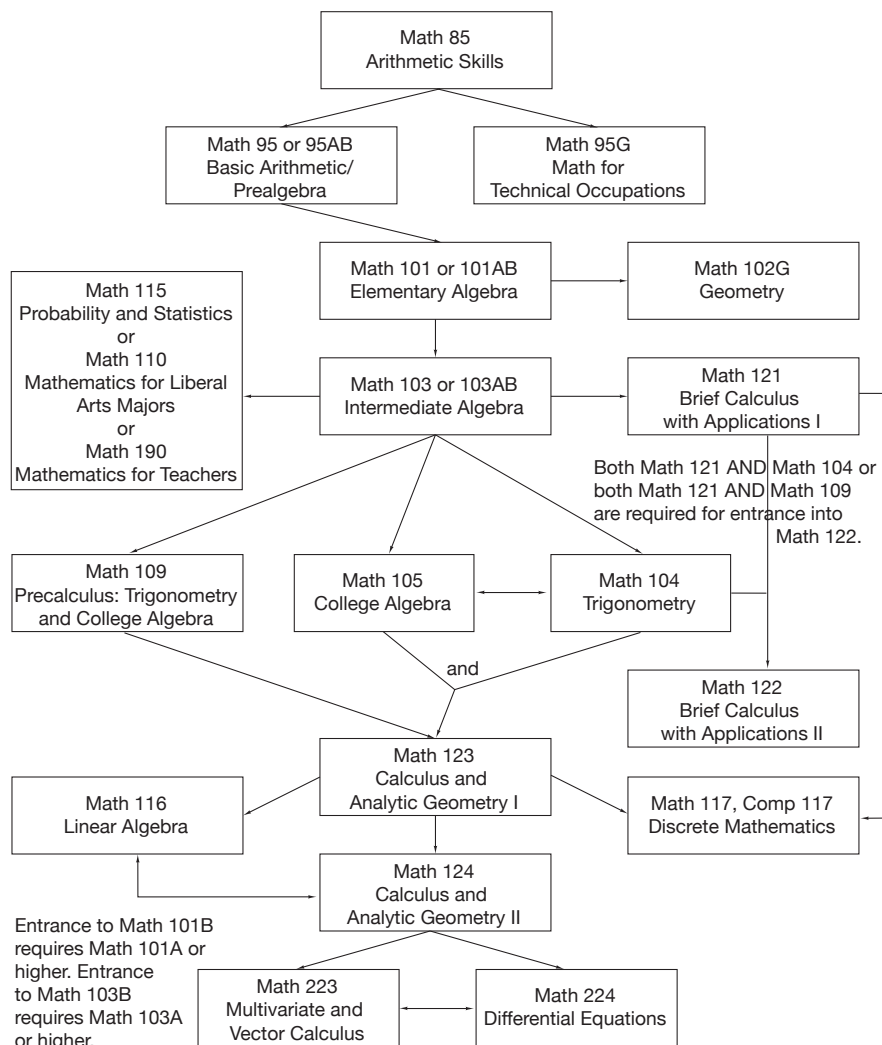 Math 85
Arithmetic Skills
Math 95 or 95AB
Basic Arithmetic/
Prealgebra
Math 95G
Math for
Technical Occupations
Math 101 or 101AB
Elementary Algebra
Math 102G
Geometry
Math 115
Probability and Statistics
or
Math 110
Mathematics for Liberal
Arts Majors
or
Math 190
Mathematics for Teachers
Math 103 or 103AB
Intermediate Algebra
Math 121
Brief Calculus
with Applications I
Both Math 121 AND Math 104 or
both Math 121 AND Math 109
are required for entrance into
Math 122.
Math 109
Precalculus: Trigonometry
and College Algebra
Math 105
College Algebra
Math 104
Trigonometry
and
Math 122
Brief Calculus
with Applications II
Math 123
Calculus and
Analytic Geometry I
Math 116
Linear Algebra
Math 117, Comp 117
Discrete Mathematics
Math 124
Calculus and
Analytic Geometry II
Entrance to Math 101B
requires Math 101A or
higher. Entrance
to Math 103B
requires Math 103A
or higher.
Math 223
Multivariate and
Vector Calculus
Math 224
Differential Equations